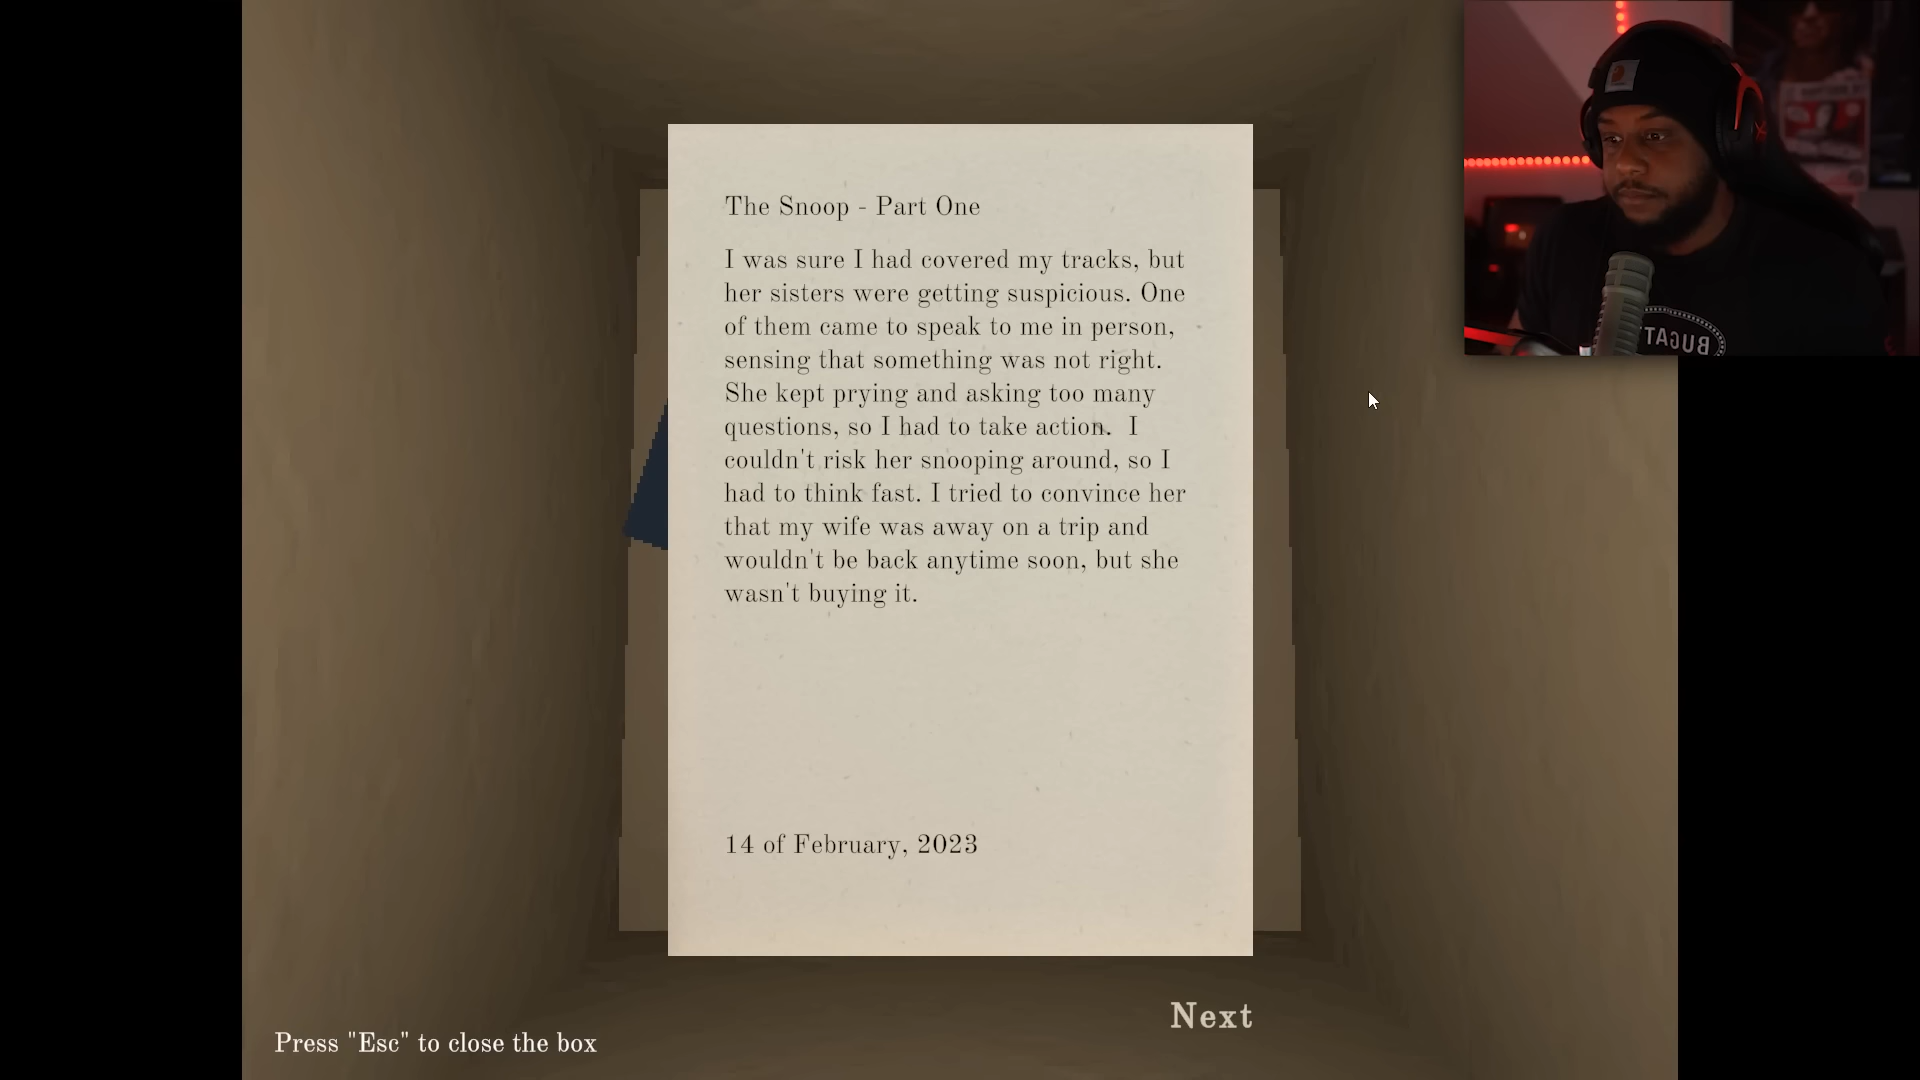 The Snoop - Part One
I was sure I had covered my tracks, but
her sisters were getting suspicious. One
of them came to speak to me in person,
sensing that something was not right.
She kept prying and asking too many
questions, so I had to take action.  I
couldn't risk her snooping around, so I
had to think fast. I tried to convince her
that my wife was away on a trip and
wouldn't be back anytime soon, but she
wasn't buying it.
14 of February, 2023
Next
Press "Esc" to close the box